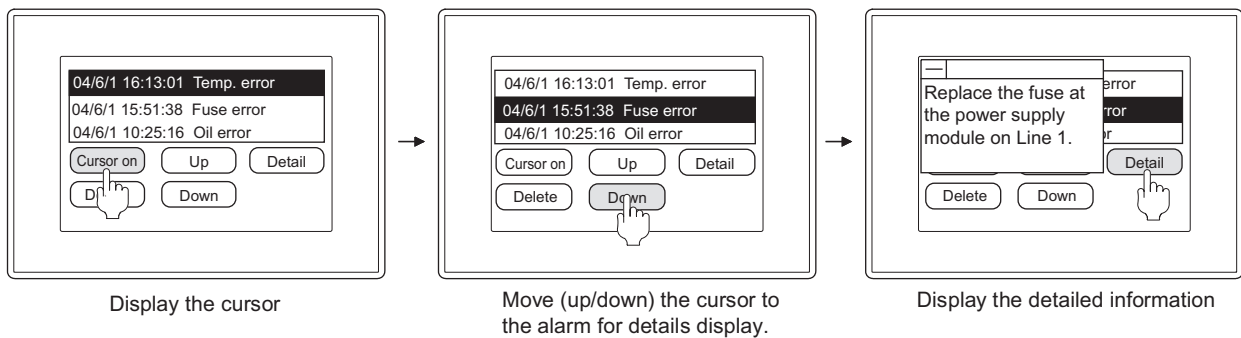 04/6/1 16:13:01 Temp. error
04/6/1 15:51:38 Fuse error
04/6/1 10:25:16 Oil error
Cursor on Up Detail
Down
Display the cursor
04/6/1 16:13:01 Temp. error
04/6/1 15:51:38 Fuse error
04/6/1 10:25:16 Oil error
Cursor on Up Detail
Delete Down
Move (up/down) the cursor to
the alarm for details display.
Replace the fuse at
the power supply
module on Line 1.
error
ror
or
Detail
Delete Down
Display the detailed information